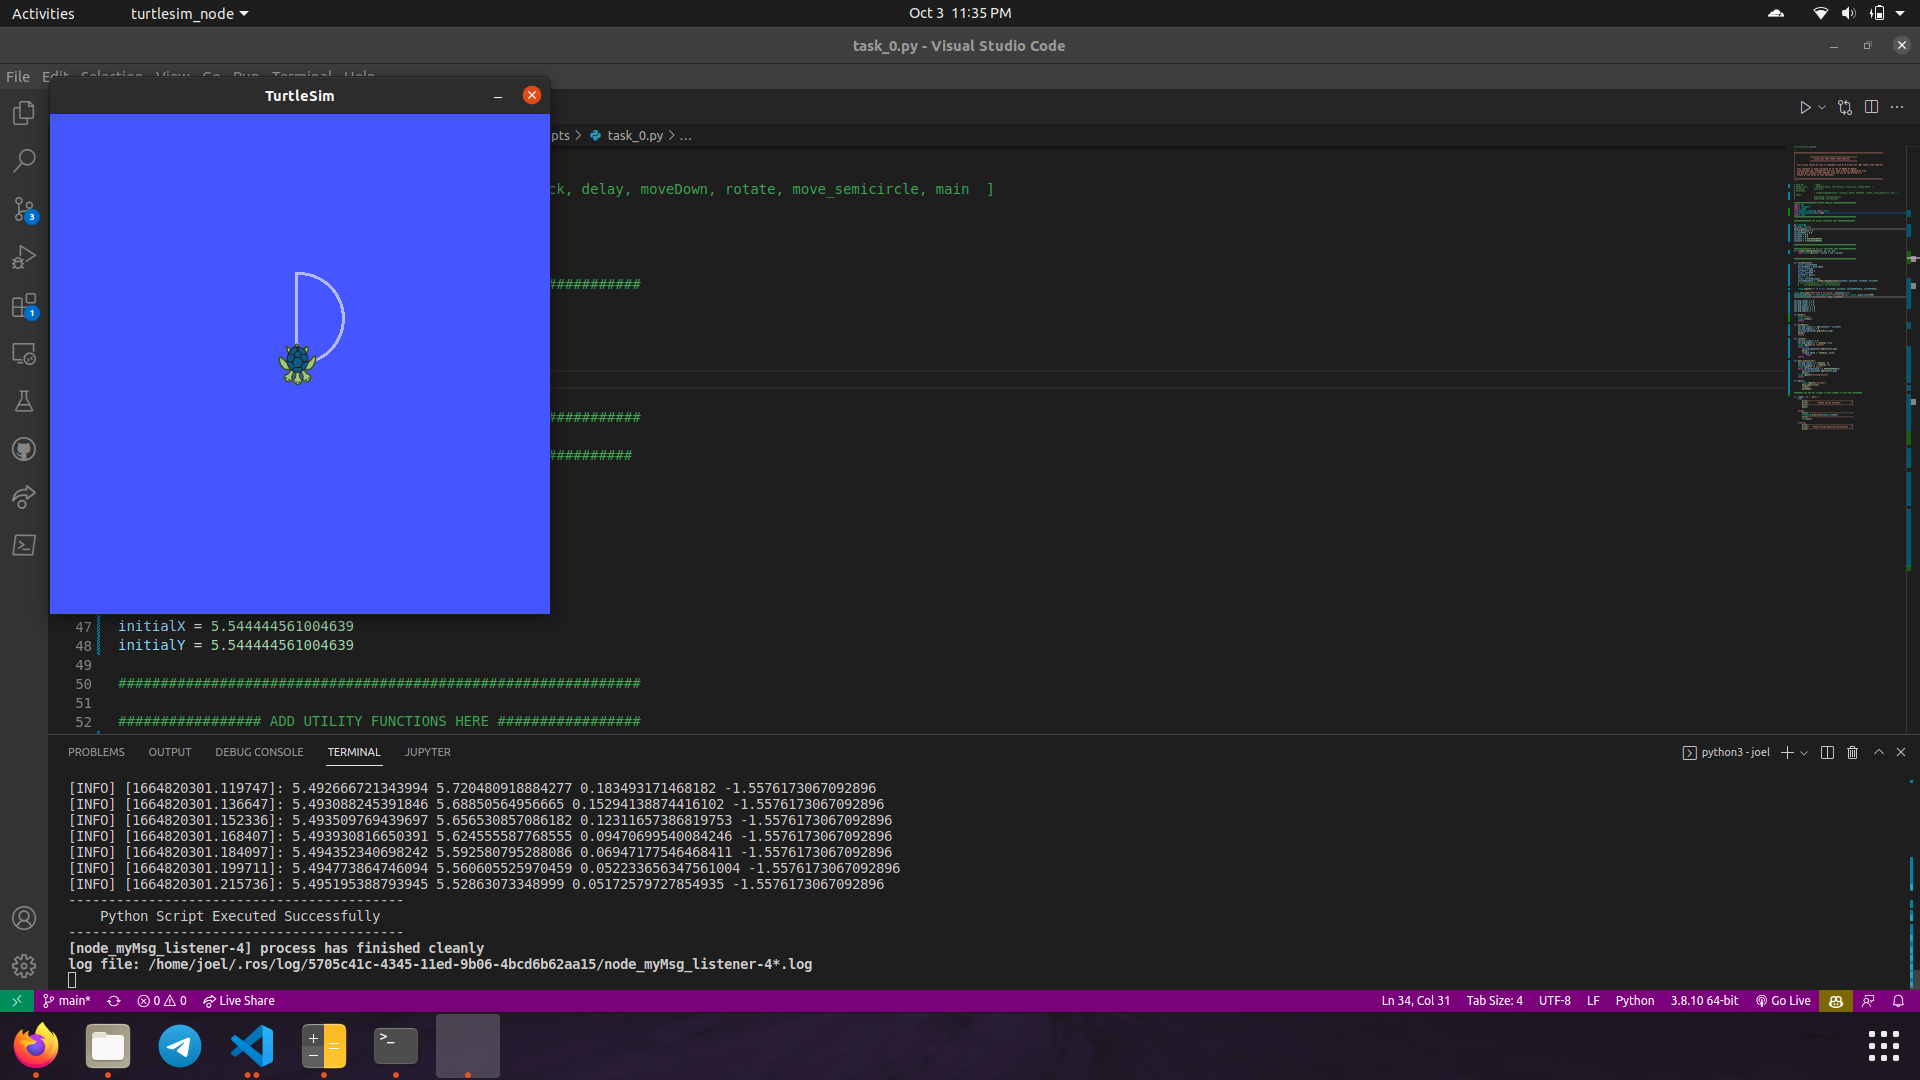 Activities turtlesim_node Oct 3 11:35 PM
task_0.py - Visual Studio Code
File Edit Selection View Go Run Terminal Help
TurtleSim
pts > task_0.py > ...
ck, delay, moveDown, rotate, move_semicircle, main ]
###########
###########
##########
47 initialX = 5.544444561004639
48 initialY = 5.544444561004639
49
50 ##############################################################
51
52 ################# ADD UTILITY FUNCTIONS HERE #################
3
1
PROBLEMS OUTPUT DEBUG CONSOLE TERMINAL JUPYTER python3 - joel
[INFO] [1664820301.119747]: 5.492666721343994 5.720480918884277 0.183493171468182 -1.5576173067092896
[INFO] [1664820301.136647]: 5.493088245391846 5.68850564956665 0.15294138874416102 -1.5576173067092896
[INFO] [1664820301.152336]: 5.493509769439697 5.656530857086182 0.12311657386819753 -1.5576173067092896
[INFO] [1664820301.168407]: 5.493930816650391 5.624555587768555 0.09470699540084246 -1.5576173067092896
[INFO] [1664820301.184097]: 5.494352340698242 5.592580795288086 0.06947177546468411 -1.5576173067092896
[INFO] [1664820301.199711]: 5.494773864746094 5.560605525970459 0.052233656347561004 -1.5576173067092896
[INFO] [1664820301.215736]: 5.495195388793945 5.52863073348999 0.05172579727854935 -1.5576173067092896
------------------------------------------
Python Script Executed Successfully
------------------------------------------
[node_myMsg_listener-4] process has finished cleanly
log file: /home/joel/.ros/log/5705c41c-4345-11ed-9b06-4bcd6b62aa15/node_myMsg_listener-4*.log
main* 0 0 Live Share Ln 34, Col 31 Tab Size: 4 UTF-8 LF Python 3.8.10 64-bit Go Live